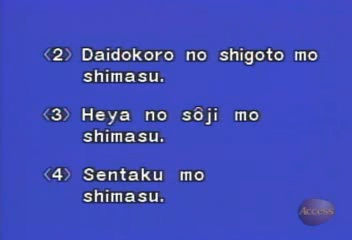 〈2〉 Daidokoro no shigoto mo
shimasu.
〈3〉 Heya no sôji mo
shimasu.
〈4〉 Sentaku mo
shimasu.
ACCESS